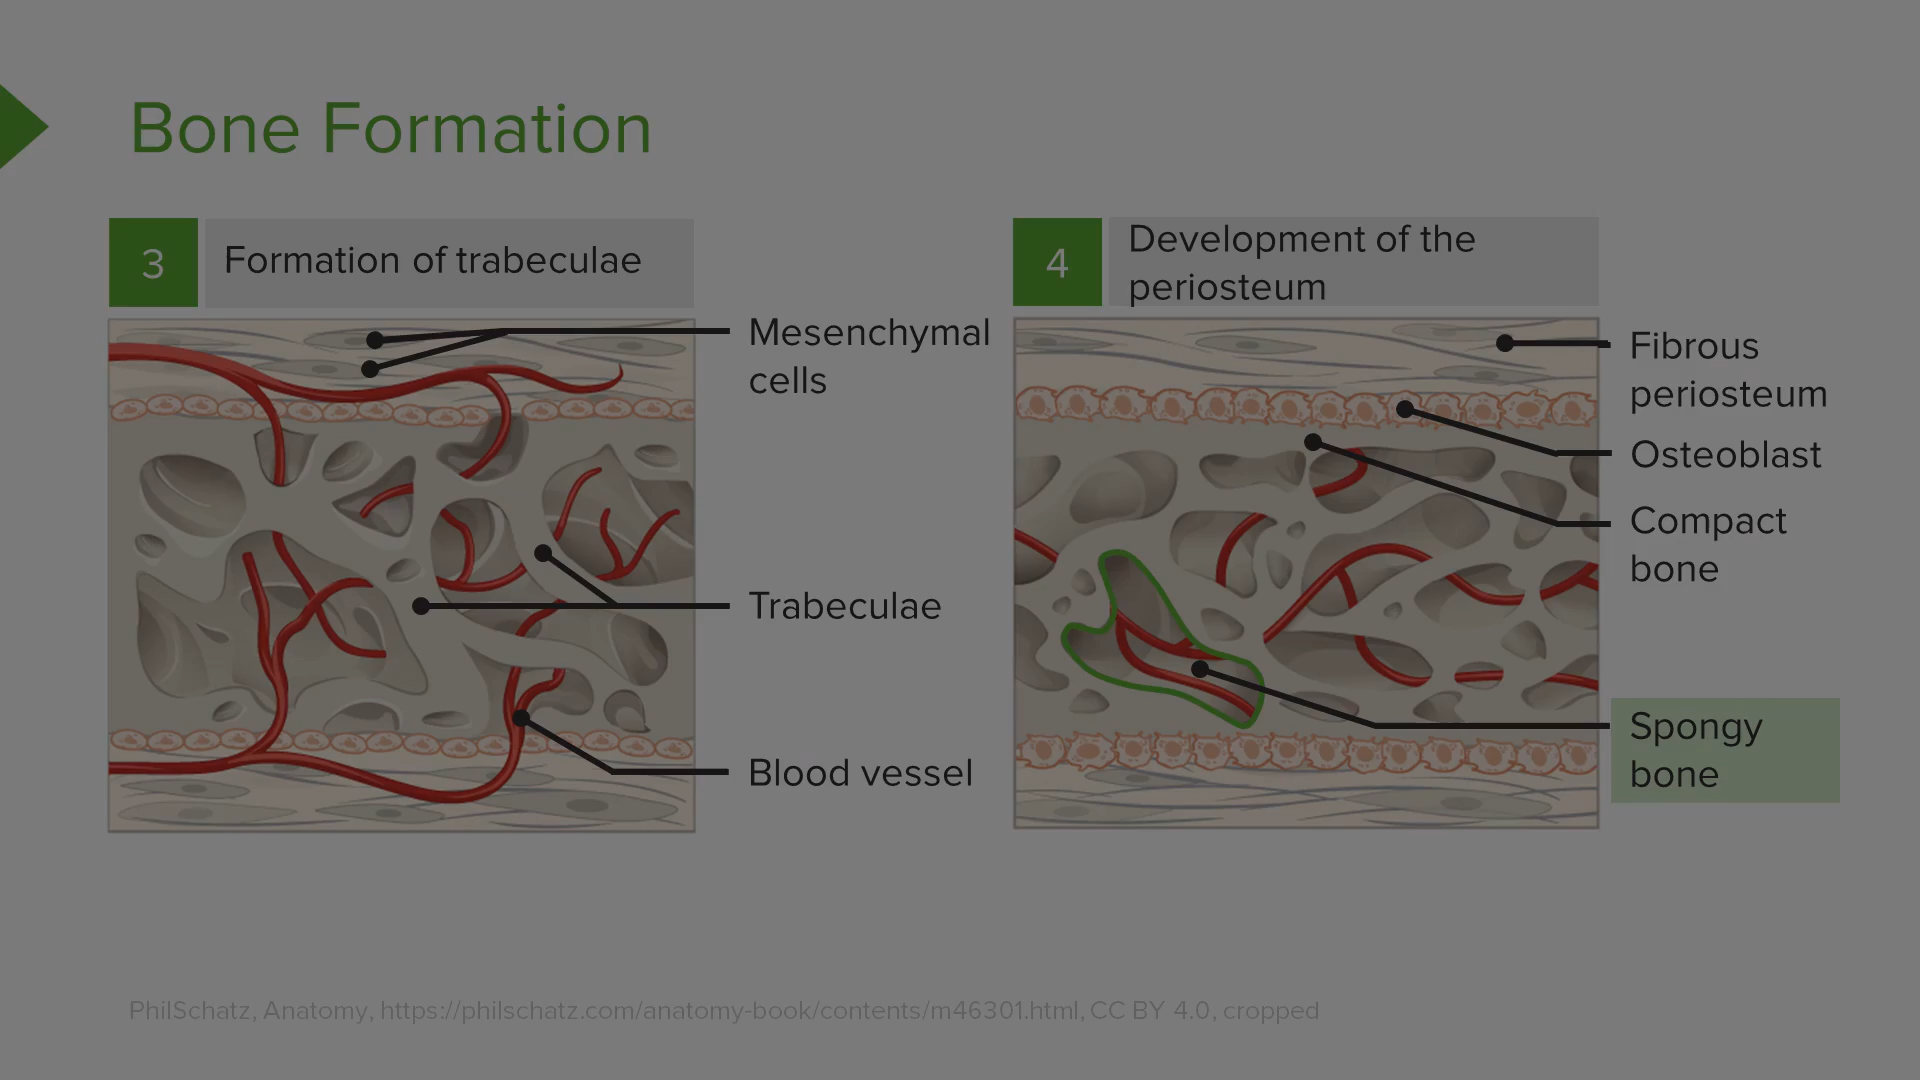 Bone Formation
3
Formation of trabeculae
Mesenchymal
cells
Trabeculae
Blood vessel
4
Development of the
periosteum
Fibrous
periosteum
Osteoblast
Compact
bone
Spongy
bone
PhilSchatz, Anatomy, https://philschatz.com/anatomy-book/contents/m46301.html, CC BY 4.0, cropped